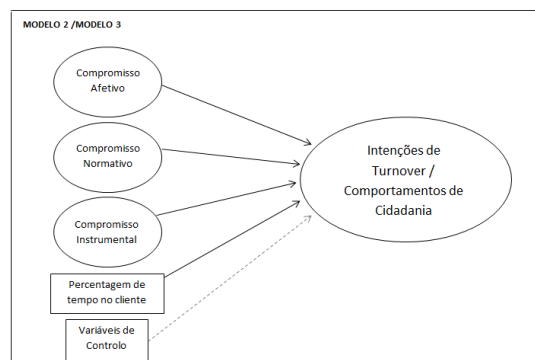 MODELO 2 /MODELO 3
Compromisso
Afetivo
Compromisso
Normativo
Compromisso
Instrumental
Percentagem de
tempo no cliente
Variáveis de
Controlo
Intenções de
Turnover /
Comportamentos de
Cidadania